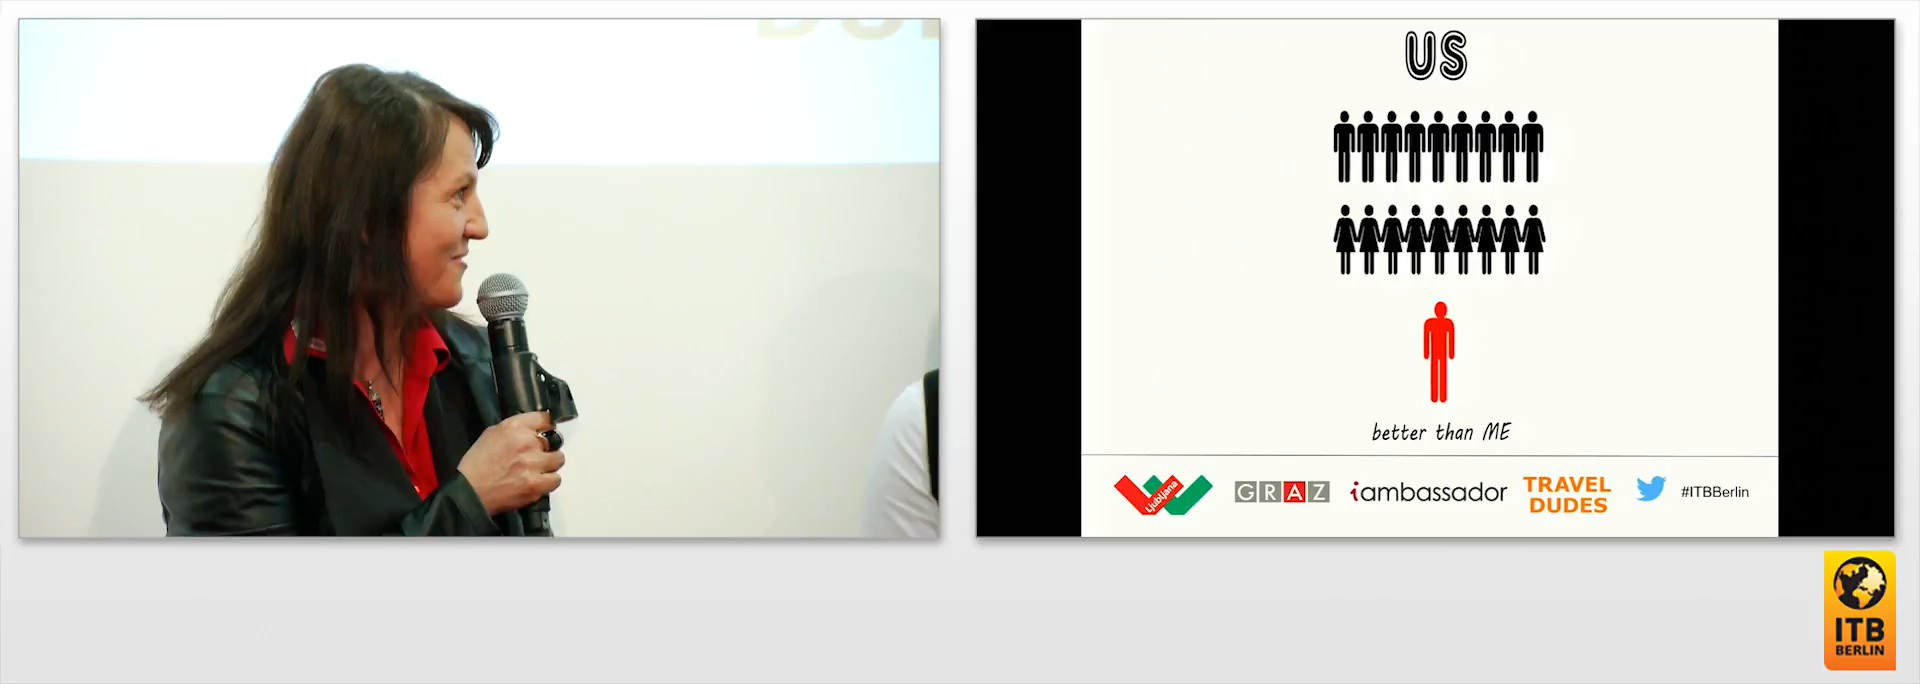 US
better than ME
Ljubljana
GRAZ
iambassador
TRAVEL
DUDES
#ITBBerlin
ITB
BERLIN